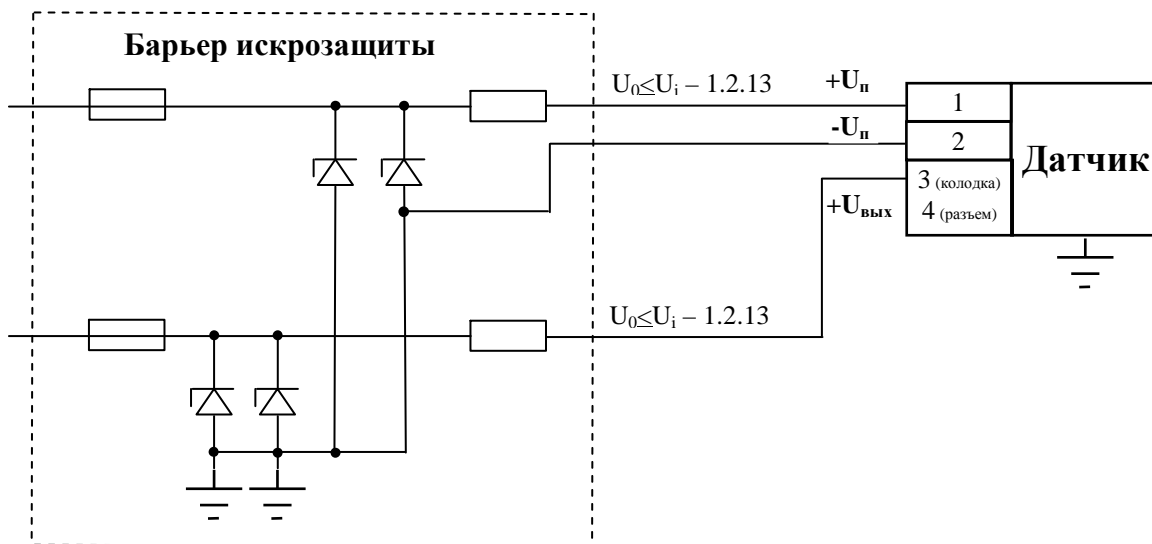 Барьер искрозащиты
U₀≤Uᵢ – 1.2.13
+Uп
1
-Uп
2
Датчик
3 (колодка)
+Uвых
4 (разъем)
U₀≤Uᵢ – 1.2.13